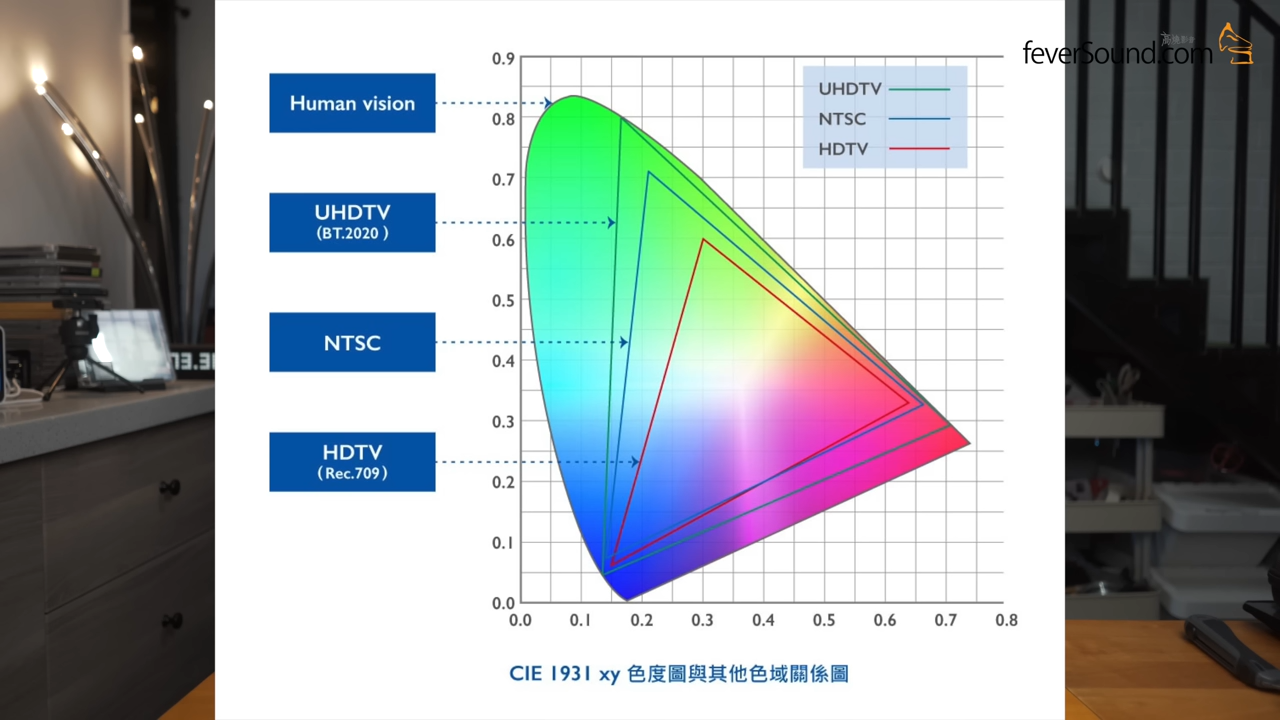 feverSound.com
Human vision
UHDTV
(BT.2020 )
NTSC
HDTV
(Rec.709)
UHDTV
NTSC
HDTV
0.9
0.8
0.7
0.6
0.5
0.4
0.3
0.2
0.1
0.0
0.0 0.1 0.2 0.3 0.4 0.5 0.6 0.7 0.8
CIE 1931 xy 色度圖與其他色域關係圖